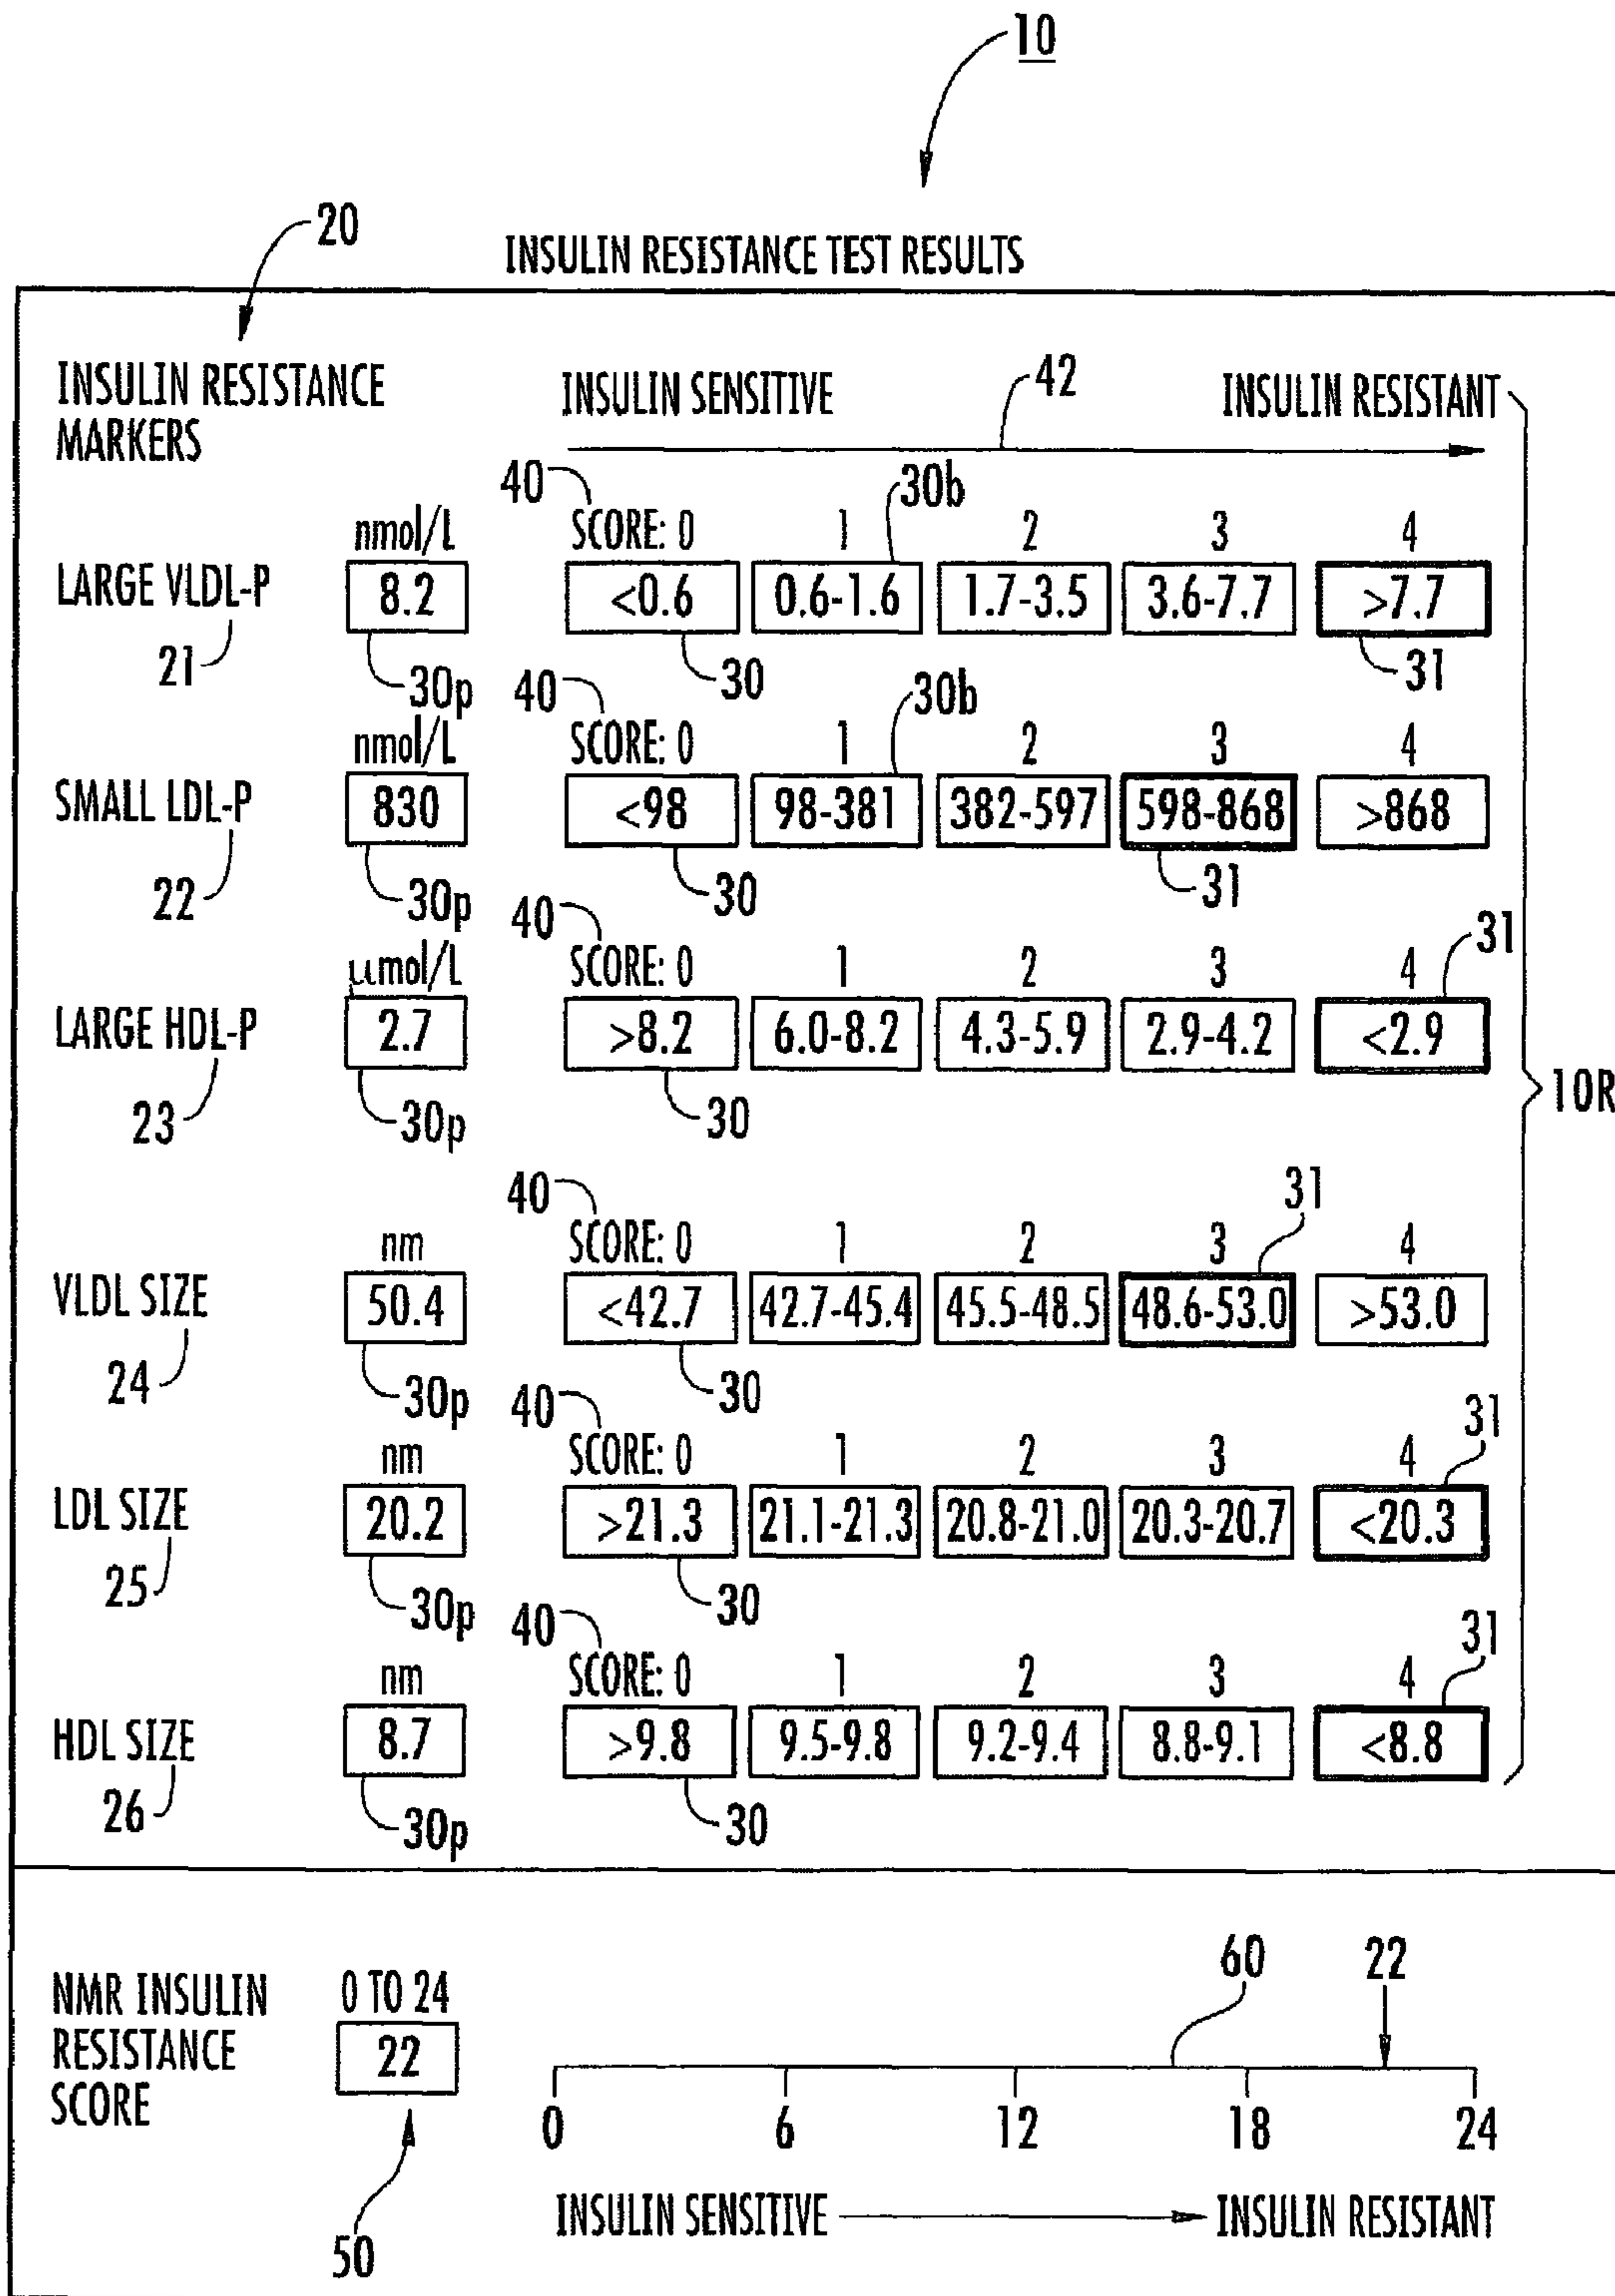 10
20
INSULIN RESISTANCE TEST RESULTS
INSULIN RESISTANCE MARKERS
INSULIN SENSITIVE 42 INSULIN RESISTANT
40 30b
nmol/L SCORE: 0 1 2 3 4
LARGE VLDL-P 8.2 <0.6 0.6-1.6 1.7-3.5 3.6-7.7 >7.7
21 30p 30 31
40 30b
nmol/L SCORE: 0 1 2 3 4
SMALL LDL-P 830 <98 98-381 382-597 598-868 >868
22 30p 30 31
40 31
µmol/L SCORE: 0 1 2 3 4
LARGE HDL-P 2.7 >8.2 6.0-8.2 4.3-5.9 2.9-4.2 <2.9
10R
23 30p 30
40 31
nm SCORE: 0 1 2 3 4
VLDL SIZE 50.4 <42.7 42.7-45.4 45.5-48.5 48.6-53.0 >53.0
24 30p 30
40 31
nm SCORE: 0 1 2 3 4
LDL SIZE 20.2 >21.3 21.1-21.3 20.8-21.0 20.3-20.7 <20.3
25 30p 30
40 31
nm SCORE: 0 1 2 3 4
HDL SIZE 8.7 >9.8 9.5-9.8 9.2-9.4 8.8-9.1 <8.8
26 30p 30
NMR INSULIN 0 TO 24 60 22
RESISTANCE 22
SCORE
0 6 12 18 24
50
INSULIN SENSITIVE INSULIN RESISTANT